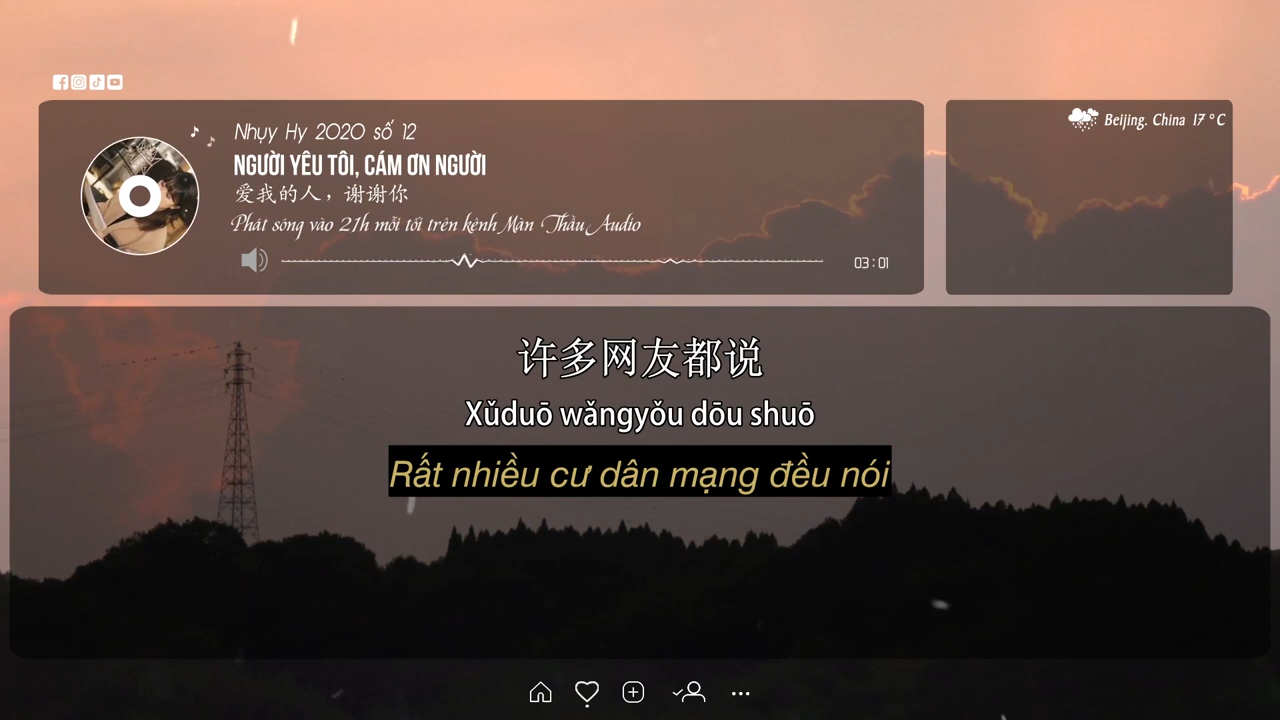 Nhụy Hy 2020 số 12
NGƯỜI YÊU TÔI, CÁM ƠN NGƯỜI
爱我的人，谢谢你
Phát sóng vào 21h mỗi tối trên kênh Màn Thầu Audio
03:01
Beijing. China 17 °C
许多网友都说
Xǔduō wǎngyǒu dōu shuō
Rất nhiều cư dân mạng đều nói